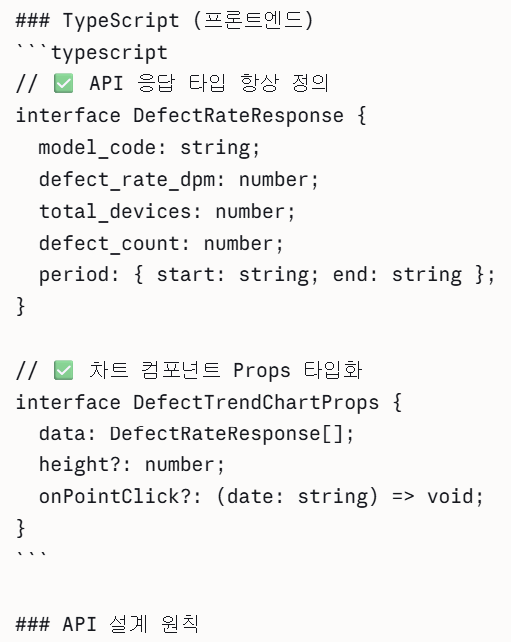 ### TypeScript (프론트엔드)
```typescript
// ✅ API 응답 타입 항상 정의
interface DefectRateResponse {
  model_code: string;
  defect_rate_dpm: number;
  total_devices: number;
  defect_count: number;
  period: { start: string; end: string };
}

// ✅ 차트 컴포넌트 Props 타입화
interface DefectTrendChartProps {
  data: DefectRateResponse[];
  height?: number;
  onPointClick?: (date: string) => void;
}
```

### API 설계 원칙